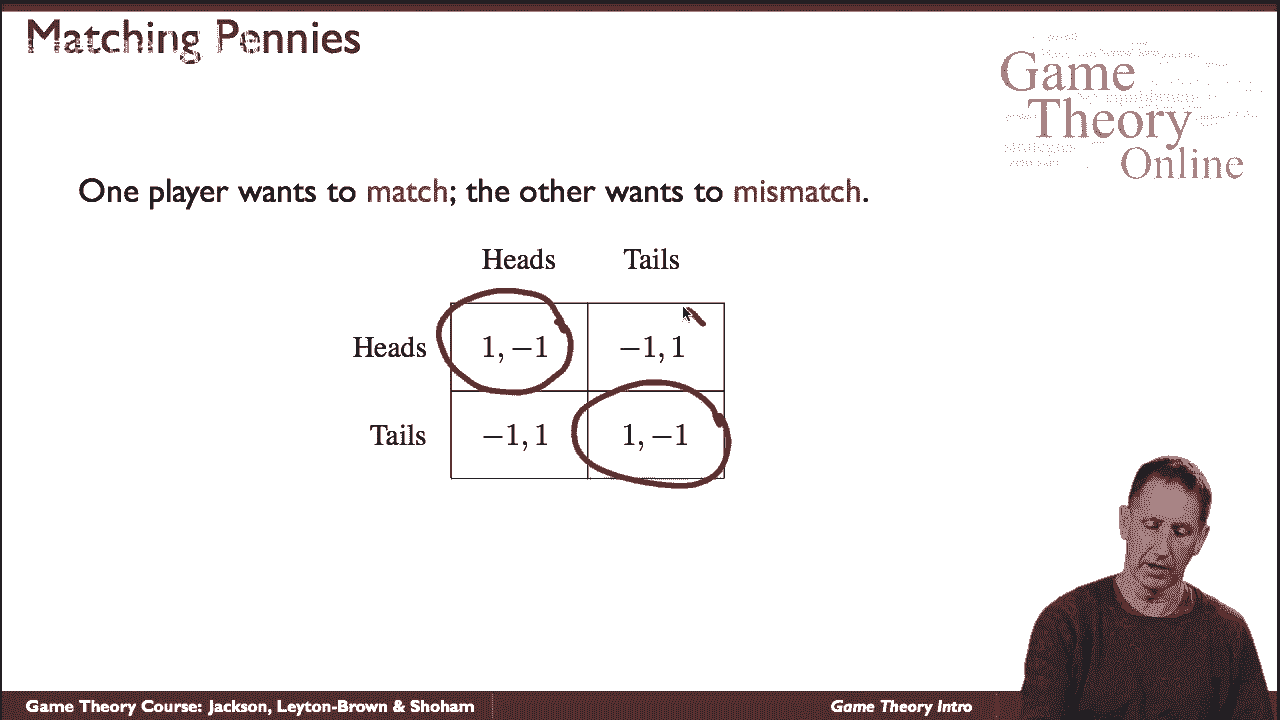 Matching Pennies
Game
Theory
Online
One player wants to match; the other wants to mismatch.
Heads Tails
Heads 1, −1 −1, 1
Tails −1, 1 1, −1
Game Theory Course: Jackson, Leyton-Brown & Shoham
Game Theory Intro